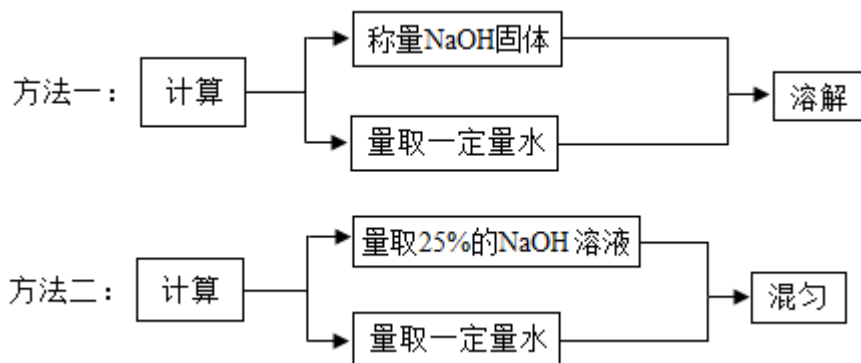 称量NaOH固体
方法一：
计算
溶解
量取一定量水
量取25%的NaOH 溶液
方法二：
计算
混匀
量取一定量水